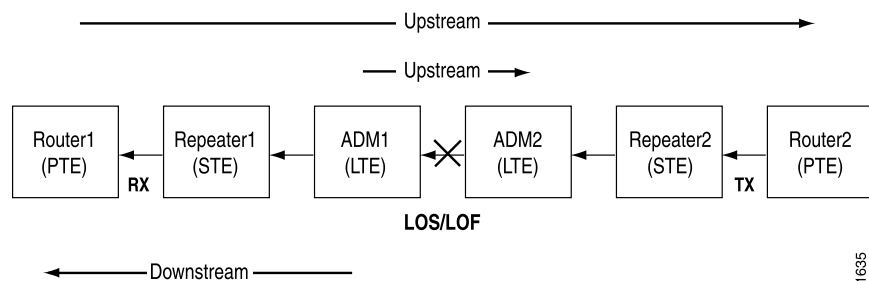 Upstream
Upstream
Router1
(PTE)
Repeater1
(STE)
ADM1
(LTE)
ADM2
(LTE)
Repeater2
(STE)
Router2
(PTE)
RX
TX
LOS/LOF
Downstream
1635